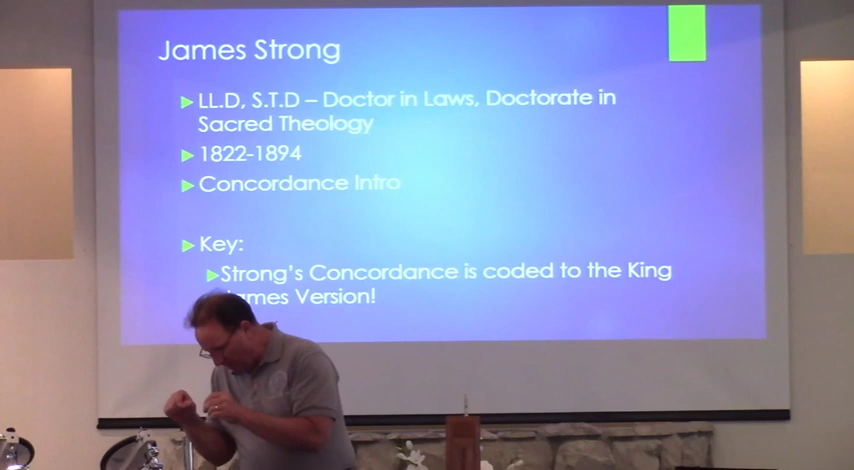 James Strong
LL.D, S.T.D – Doctor in Laws, Doctorate in
Sacred Theology
1822-1894
Concordance Intro
Key:
Strong's Concordance is coded to the King
James Version!